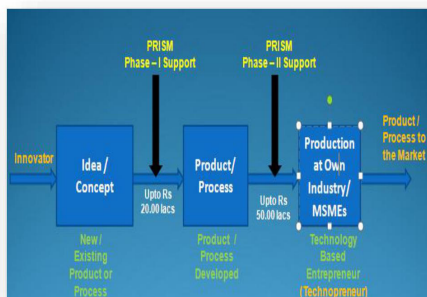 PRISM
Phase – I Support
PRISM
Phase – II Support
Innovator
Idea /
Concept
Upto Rs
20.00 lacs
Product/
Process
Upto Rs
50.00 lacs
Production
at Own
Industry/
MSMEs
Product /
Process to
the Market
New /
Existing
Product or
Process
Product /
Process
Developed
Technology
Based
Entrepreneur
(Technopreneur)